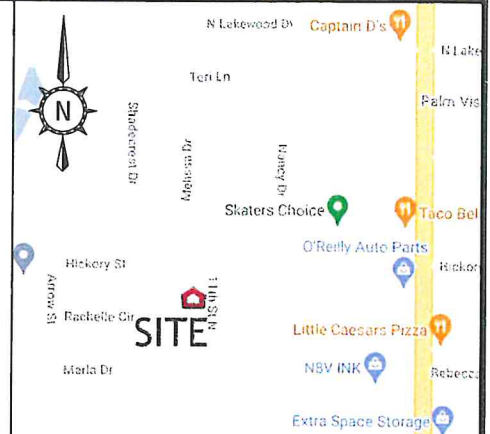 N Lakewood Dr
Captain D's
N Lake
Teri Ln
N
Palm Vis
Shadecrest Dr
Melissa Dr
Nancy Dr
Skaters Choice
Taco Bel
O'Reilly Auto Parts
Hickory St
Hickor
Arrow St
11th St N
Rachelle Cir
SITE
Little Caesars Pizza
Marla Dr
N8V INK
Rebecca
Extra Space Storage